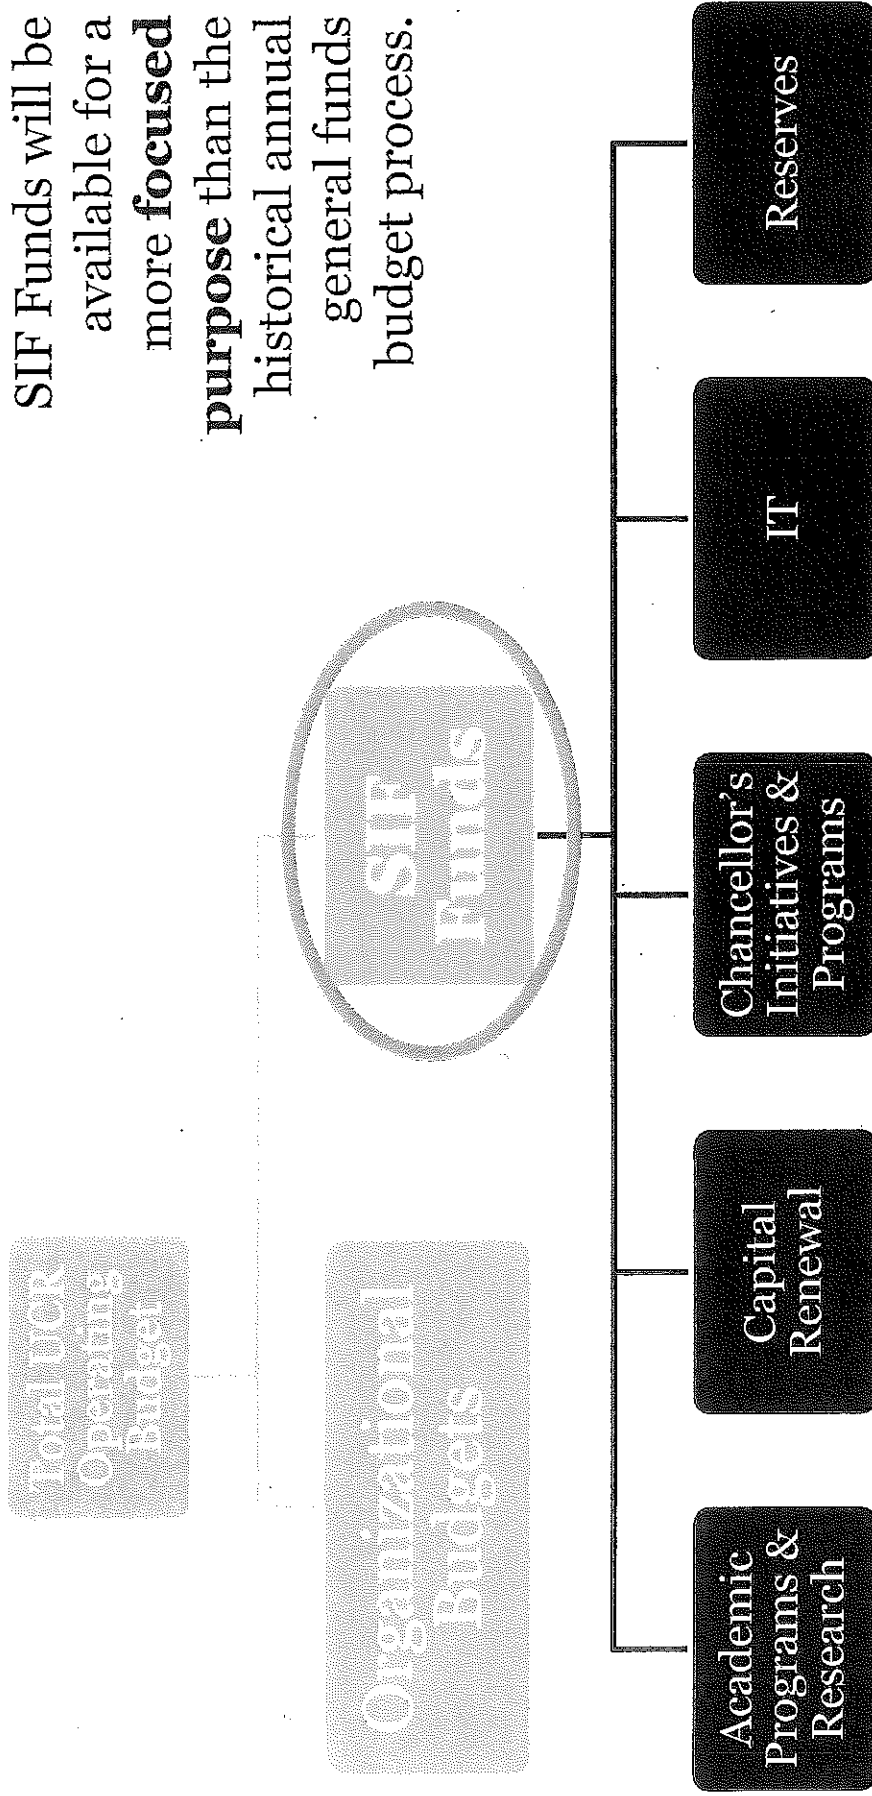 SIF Funds will be
available for a
more focused
purpose than the
historical annual
general funds
budget process.
Total UCR
Operating
Budget
Organizational
Budgets
SIF
Funds
Academic
Programs &
Research
Capital
Renewal
Chancellor's
Initiatives &
Programs
IT
Reserves